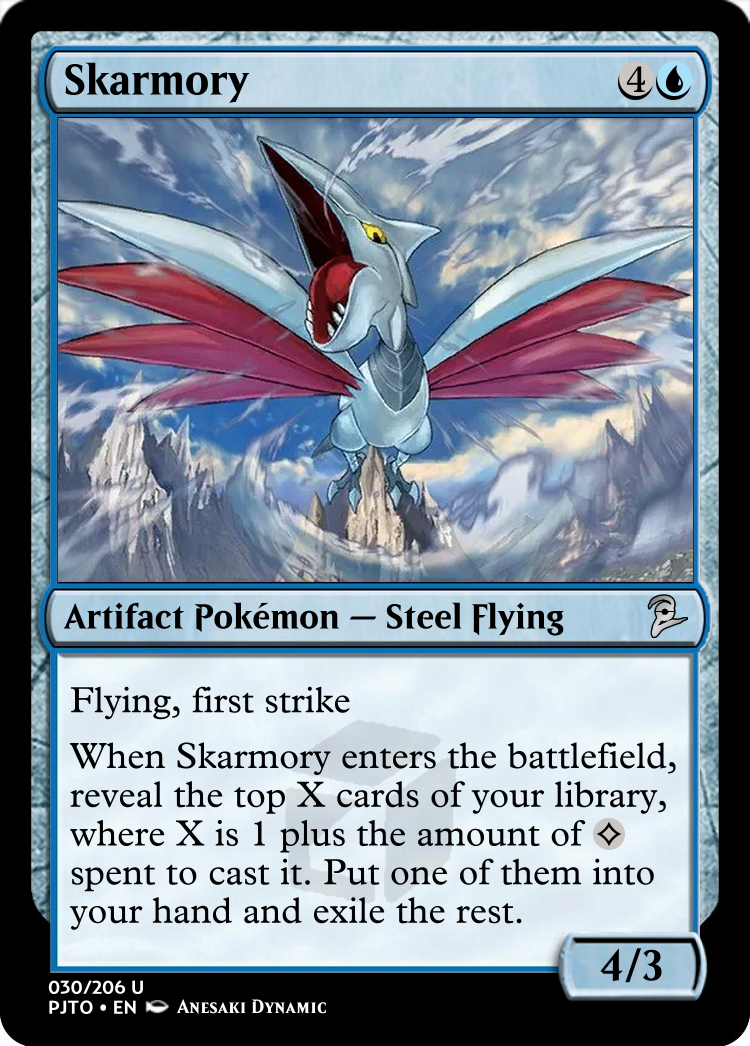 Skarmory 4
Artifact Pokémon — Steel Flying
Flying, first strike
When Skarmory enters the battlefield,
reveal the top X cards of your library,
where X is 1 plus the amount of
spent to cast it. Put one of them into
your hand and exile the rest.
4/3
030/206 U
PJTO • EN Anesaki Dynamic